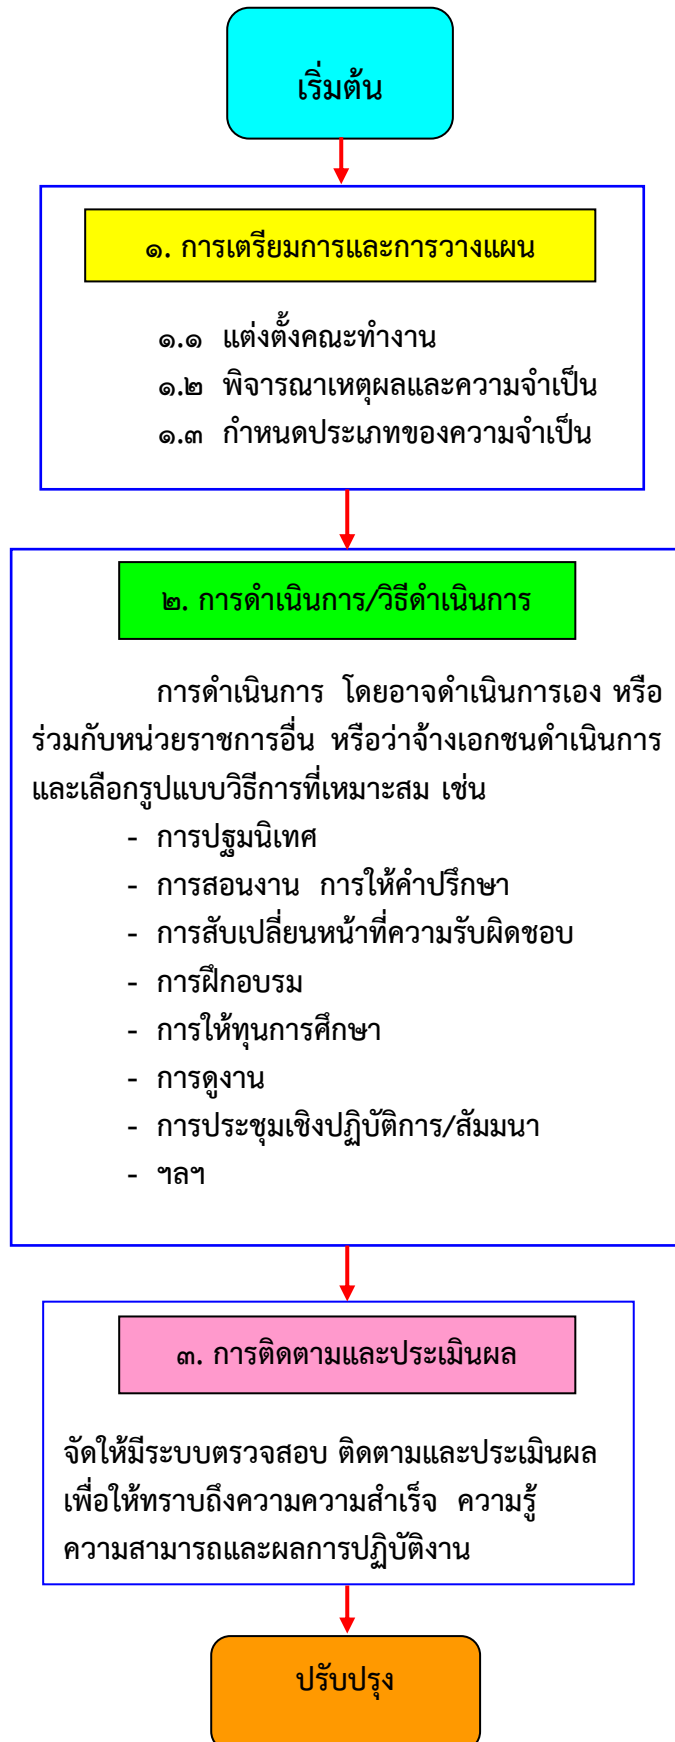 เริ่มต้น
๑. การเตรียมการและการวางแผน
๑.๑ แต่งตั้งคณะทำงาน
๑.๒ พิจารณาเหตุผลและความจำเป็น
๑.๓ กำหนดประเภทของความจำเป็น
๒. การดำเนินการ/วิธีดำเนินการ
การดำเนินการ โดยอาจดำเนินการเอง หรือ
ร่วมกับหน่วยราชการอื่น หรือว่าจ้างเอกชนดำเนินการ
และเลือกรูปแบบวิธีการที่เหมาะสม เช่น
- การปฐมนิเทศ
- การสอนงาน การให้คำปรึกษา
- การสับเปลี่ยนหน้าที่ความรับผิดชอบ
- การฝึกอบรม
- การให้ทุนการศึกษา
- การดูงาน
- การประชุมเชิงปฏิบัติการ/สัมมนา
- ฯลฯ
๓. การติดตามและประเมินผล
จัดให้มีระบบตรวจสอบ ติดตามและประเมินผล
เพื่อให้ทราบถึงความความสำเร็จ ความรู้
ความสามารถและผลการปฏิบัติงาน
ปรับปรุง